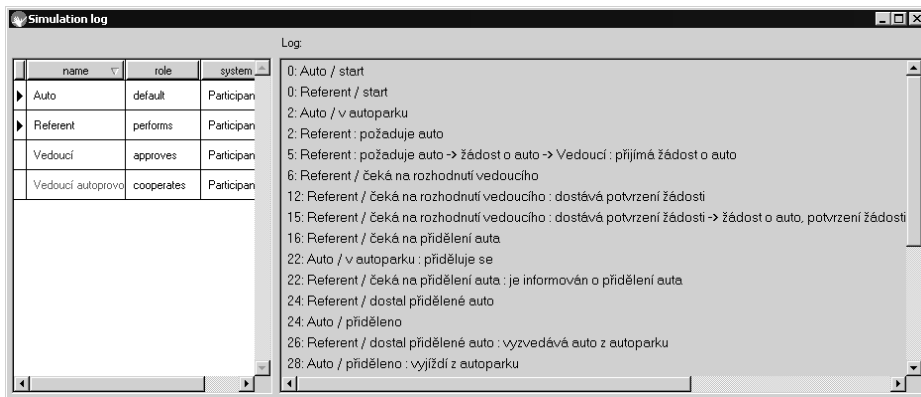 Simulation log
Log:
name role system
Auto default Participan
Referent performs Participan
Vedoucí approves Participan
Vedoucí autoprovo cooperates Participan
0: Auto / start
0: Referent / start
2: Auto / v autoparku
2: Referent : požaduje auto
5: Referent : požaduje auto -> žádost o auto -> Vedoucí : přijímá žádost o auto
6: Referent / čeká na rozhodnutí vedoucího
12: Referent / čeká na rozhodnutí vedoucího : dostává potvrzení žádosti
15: Referent / čeká na rozhodnutí vedoucího : dostává potvrzení žádosti -> žádost o auto, potvrzení žádosti
16: Referent / čeká na přidělení auta
22: Auto / v autoparku : přiděluje se
22: Referent / čeká na přidělení auta : je informován o přidělení auta
24: Referent / dostal přidělené auto
24: Auto / přiděleno
26: Referent / dostal přidělené auto : vyzvedává auto z autoparku
28: Auto / přiděleno : vyjíždí z autoparku